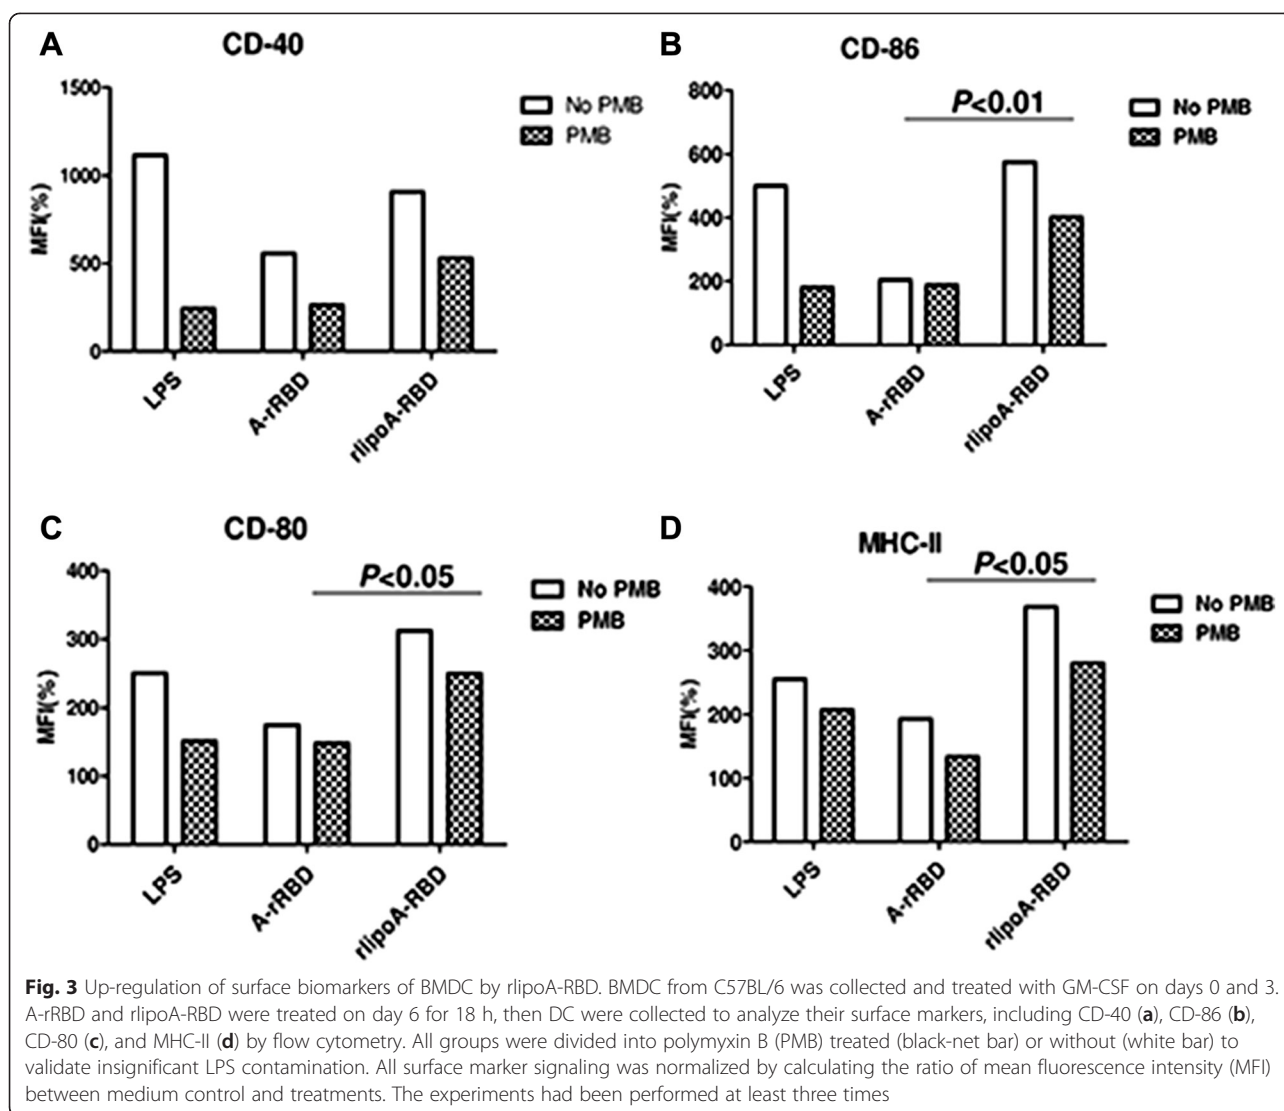 A
CD-40
1500
1000
500
0
MFI(%)
No PMB
PMB
LPS
A-rRBD
rlipoA-RBD
B
CD-86
P<0.01
800
600
400
200
0
MFI(%)
No PMB
PMB
LPS
A-rRBD
rlipoA-RBD
C
CD-80
P<0.05
400
300
200
100
0
MFI(%)
No PMB
PMB
LPS
A-rRBD
rlipoA-RBD
D
MHC-II
P<0.05
400
300
200
100
0
MFI(%)
No PMB
PMB
LPS
A-rRBD
rlipoA-RBD
Fig. 3 Up-regulation of surface biomarkers of BMDC by rlipoA-RBD. BMDC from C57BL/6 was collected and treated with GM-CSF on days 0 and 3.
A-rRBD and rlipoA-RBD were treated on day 6 for 18 h, then DC were collected to analyze their surface markers, including CD-40 (a), CD-86 (b),
CD-80 (c), and MHC-II (d) by flow cytometry. All groups were divided into polymyxin B (PMB) treated (black-net bar) or without (white bar) to
validate insignificant LPS contamination. All surface marker signaling was normalized by calculating the ratio of mean fluorescence intensity (MFI)
between medium control and treatments. The experiments had been performed at least three times